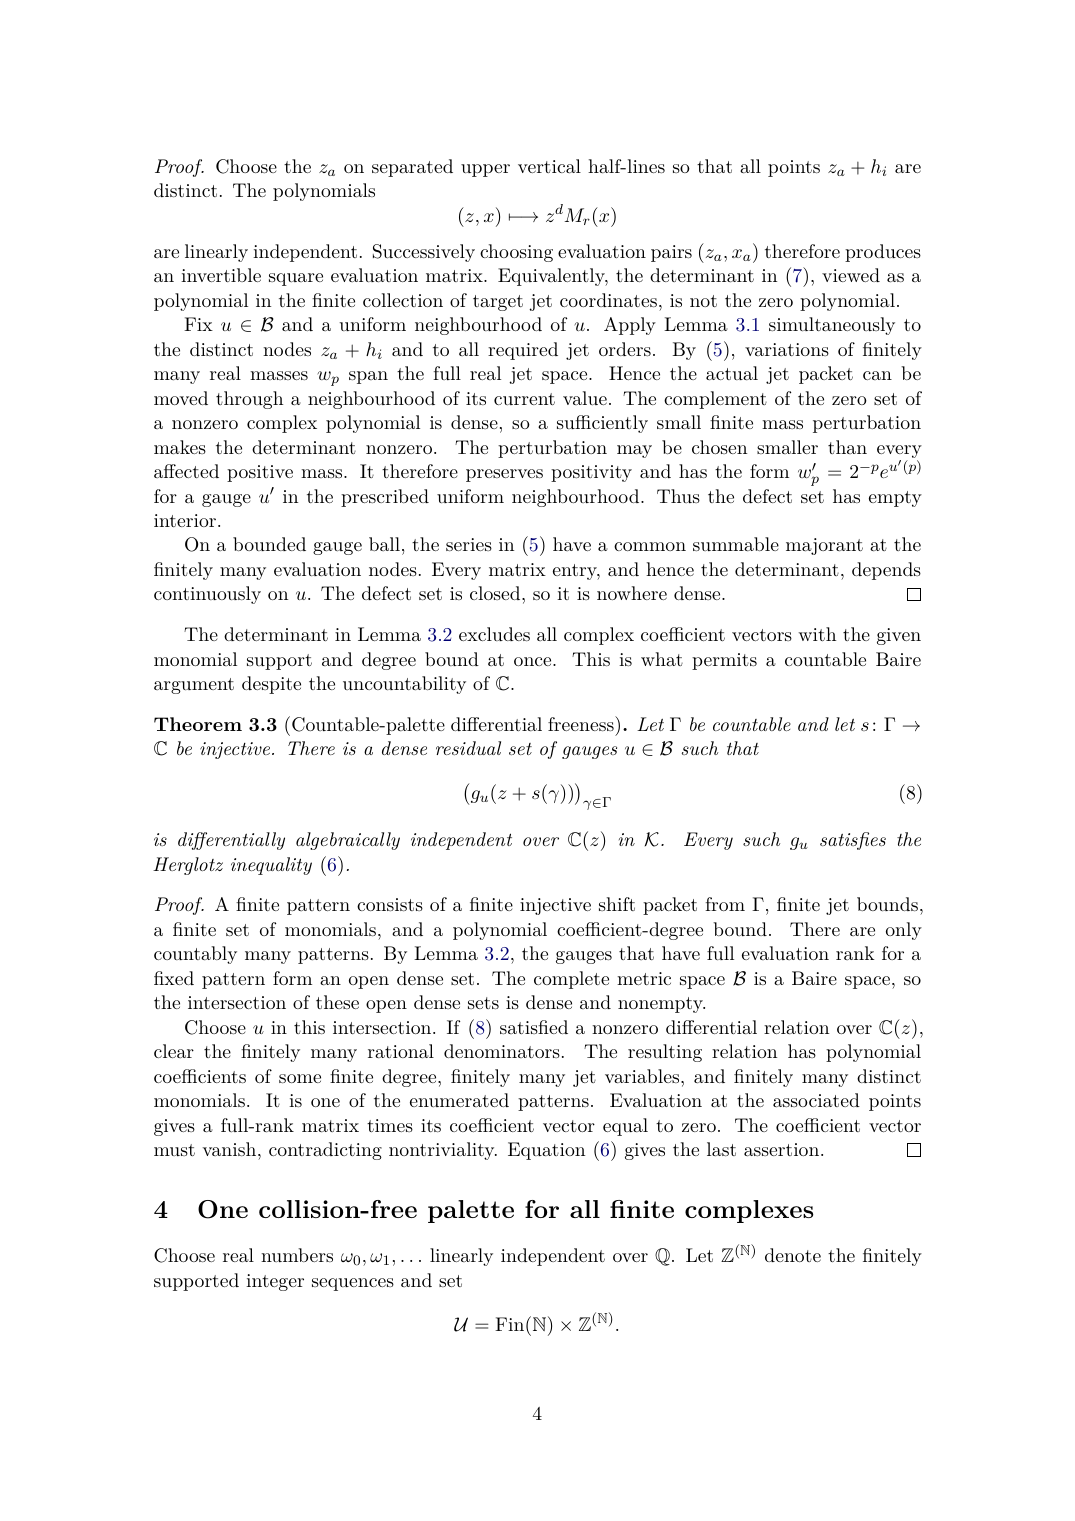 Proof. Choose the z_a on separated upper vertical half-lines so that all points z_a + h_i are
distinct. The polynomials
(z, x) ⟼ z^d M_r(x)
are linearly independent. Successively choosing evaluation pairs (z_a, x_a) therefore produces
an invertible square evaluation matrix. Equivalently, the determinant in (7), viewed as a
polynomial in the finite collection of target jet coordinates, is not the zero polynomial.
Fix u ∈ ℬ and a uniform neighbourhood of u. Apply Lemma 3.1 simultaneously to
the distinct nodes z_a + h_i and to all required jet orders. By (5), variations of finitely
many real masses w_p span the full real jet space. Hence the actual jet packet can be
moved through a neighbourhood of its current value. The complement of the zero set of
a nonzero complex polynomial is dense, so a sufficiently small finite mass perturbation
makes the determinant nonzero. The perturbation may be chosen smaller than every
affected positive mass. It therefore preserves positivity and has the form w′_p = 2^{−p}e^{u′(p)}
for a gauge u′ in the prescribed uniform neighbourhood. Thus the defect set has empty
interior.
On a bounded gauge ball, the series in (5) have a common summable majorant at the
finitely many evaluation nodes. Every matrix entry, and hence the determinant, depends
continuously on u. The defect set is closed, so it is nowhere dense. □
The determinant in Lemma 3.2 excludes all complex coefficient vectors with the given
monomial support and degree bound at once. This is what permits a countable Baire
argument despite the uncountability of ℂ.
Theorem 3.3 (Countable-palette differential freeness). Let Γ be countable and let s: Γ →
ℂ be injective. There is a dense residual set of gauges u ∈ ℬ such that
(g_u(z + s(γ)))_{γ∈Γ} (8)
is differentially algebraically independent over ℂ(z) in 𝒦. Every such g_u satisfies the
Herglotz inequality (6).
Proof. A finite pattern consists of a finite injective shift packet from Γ, finite jet bounds,
a finite set of monomials, and a polynomial coefficient-degree bound. There are only
countably many patterns. By Lemma 3.2, the gauges that have full evaluation rank for a
fixed pattern form an open dense set. The complete metric space ℬ is a Baire space, so
the intersection of these open dense sets is dense and nonempty.
Choose u in this intersection. If (8) satisfied a nonzero differential relation over ℂ(z),
clear the finitely many rational denominators. The resulting relation has polynomial
coefficients of some finite degree, finitely many jet variables, and finitely many distinct
monomials. It is one of the enumerated patterns. Evaluation at the associated points
gives a full-rank matrix times its coefficient vector equal to zero. The coefficient vector
must vanish, contradicting nontriviality. Equation (6) gives the last assertion. □
4 One collision-free palette for all finite complexes
Choose real numbers ω_0, ω_1, . . . linearly independent over ℚ. Let ℤ^{(ℕ)} denote the finitely
supported integer sequences and set
𝒰 = Fin(ℕ) × ℤ^{(ℕ)}.
4